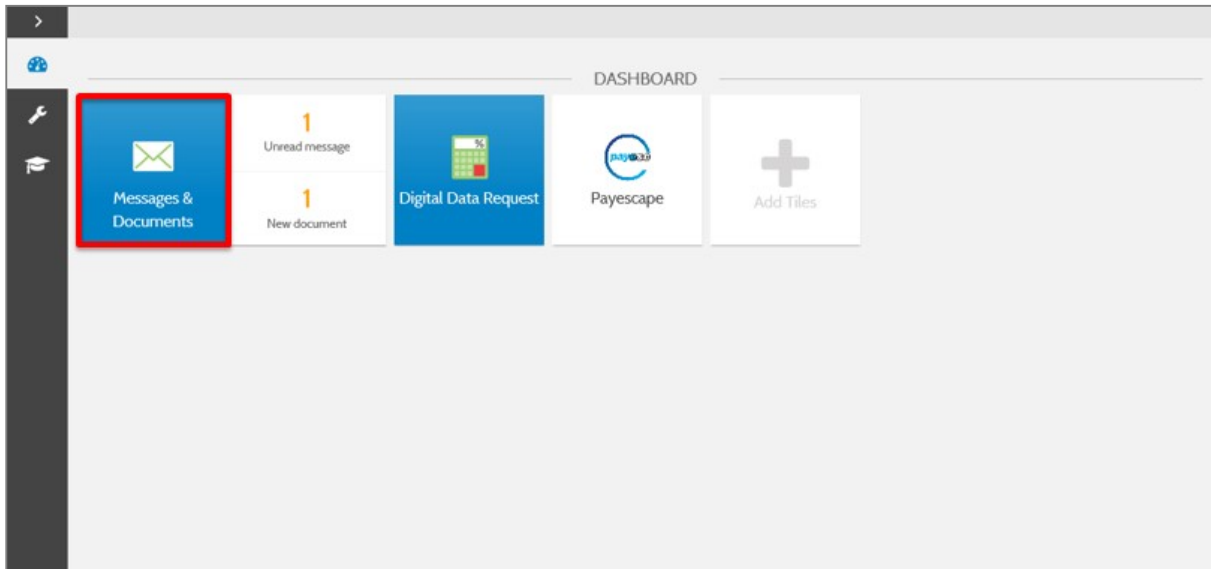 DASHBOARD
Messages &
Documents
1
Unread message
1
New document
%
Digital Data Request
Payescape
Add Tiles